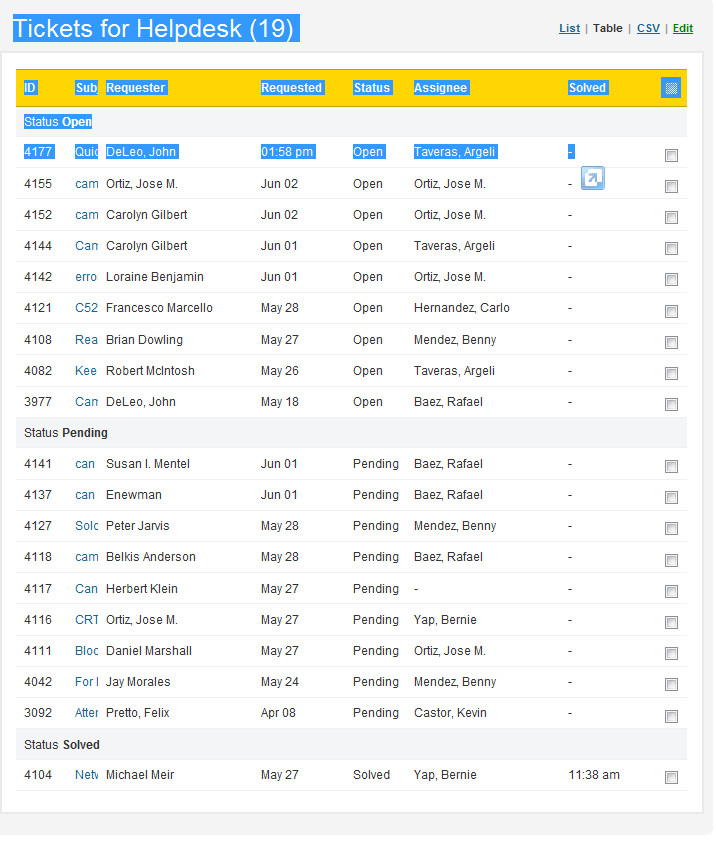 Tickets for Helpdesk (19) List | Table | CSV | Edit
ID Sub Requester Requested Status Assignee Solved
Status Open
4177 Quic DeLeo, John 01:58 pm Open Taveras, Argeli -
4155 cam Ortiz, Jose M. Jun 02 Open Ortiz, Jose M. -
4152 cam Carolyn Gilbert Jun 02 Open Ortiz, Jose M. -
4144 Cam Carolyn Gilbert Jun 01 Open Taveras, Argeli -
4142 erro Loraine Benjamin Jun 01 Open Ortiz, Jose M. -
4121 C52 Francesco Marcello May 28 Open Hernandez, Carlo -
4108 Rea Brian Dowling May 27 Open Mendez, Benny -
4082 Kee Robert McIntosh May 26 Open Taveras, Argeli -
3977 Cam DeLeo, John May 18 Open Baez, Rafael -
Status Pending
4141 can Susan I. Mentel Jun 01 Pending Baez, Rafael -
4137 can Enewman Jun 01 Pending Baez, Rafael -
4127 Solo Peter Jarvis May 28 Pending Mendez, Benny -
4118 cam Belkis Anderson May 28 Pending Baez, Rafael -
4117 Can Herbert Klein May 27 Pending - -
4116 CRT Ortiz, Jose M. May 27 Pending Yap, Bernie -
4111 Bloc Daniel Marshall May 27 Pending Ortiz, Jose M. -
4042 For Jay Morales May 24 Pending Mendez, Benny -
3092 Atter Pretto, Felix Apr 08 Pending Castor, Kevin -
Status Solved
4104 Netw Michael Meir May 27 Solved Yap, Bernie 11:38 am